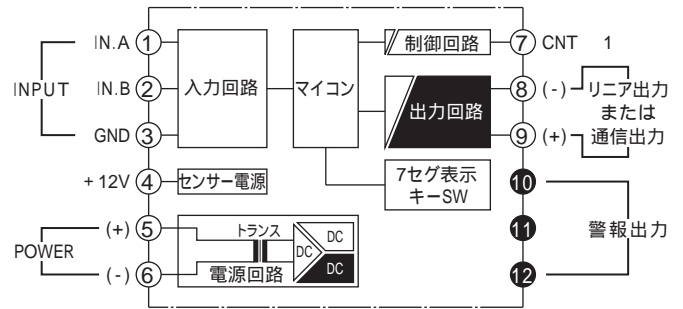 IN.A ① 制御回路 ⑦ CNT 1
INPUT IN.B ② 入力回路 マイコン ⑧ (-) リニア出力
または
出力回路
GND ③ ⑨ (+) 通信出力
+12V ④ センサー電源 7セグ表示
キーSW
⑩
(+) ⑤ トランス DC ⑪ 警報出力
POWER DC
(-) ⑥ 電源回路 DC ⑫